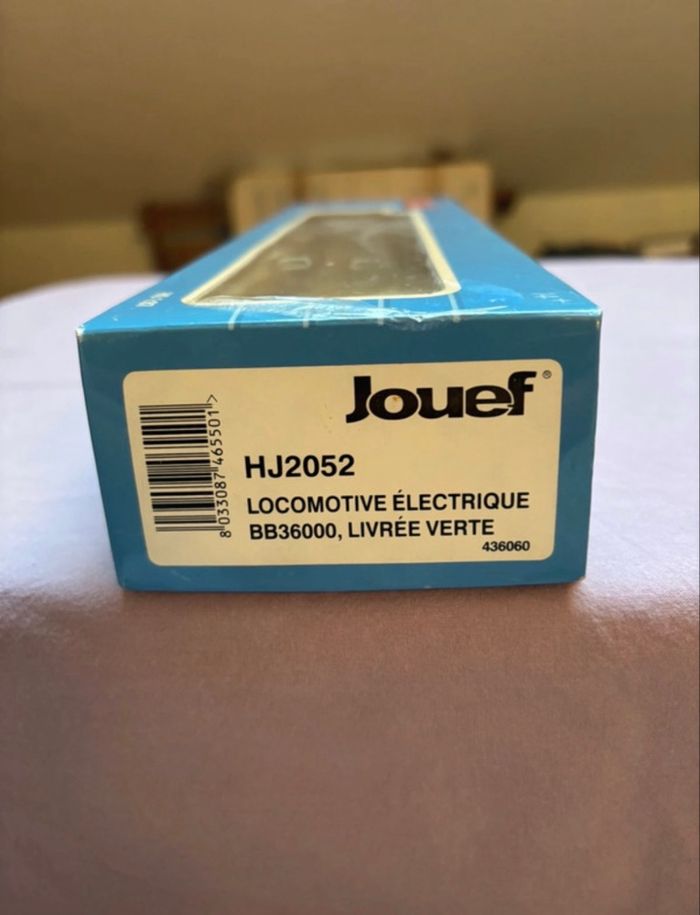 Jouef®
HJ2052
LOCOMOTIVE ÉLECTRIQUE
BB36000, LIVRÉE VERTE
436060
8 033087 465501 >